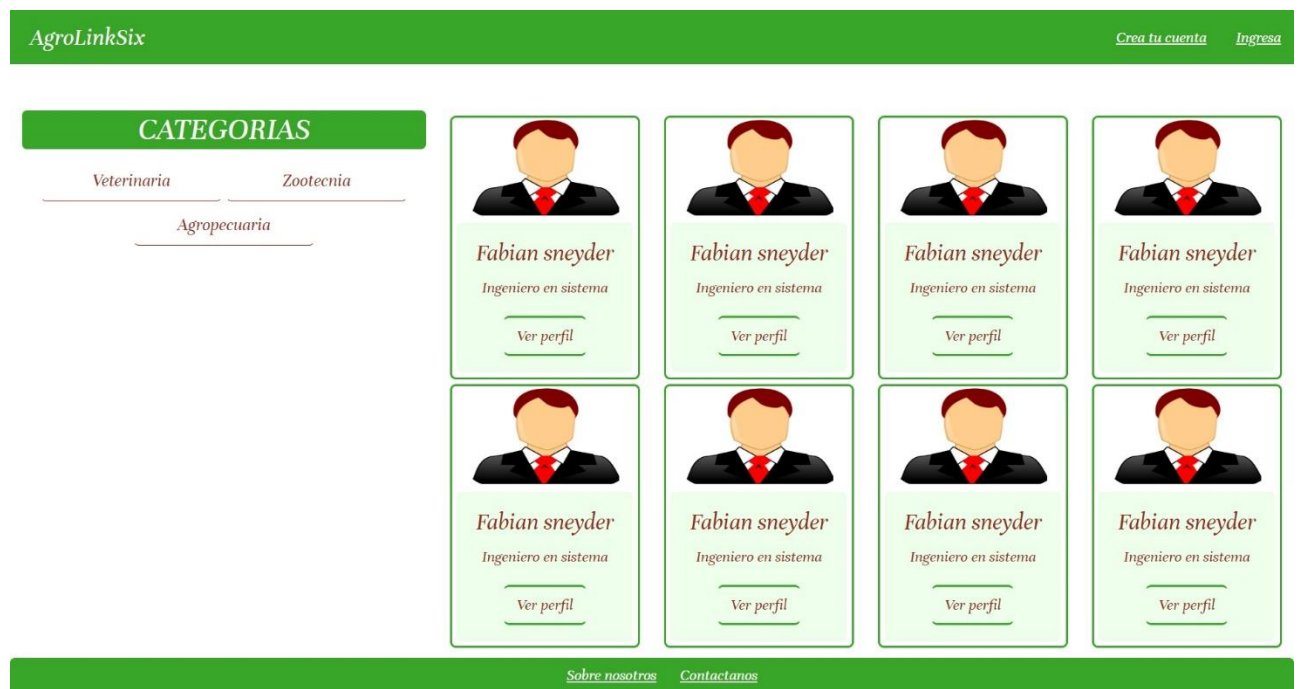 AgroLinkSix
Crea tu cuenta Ingresa
CATEGORIAS
Veterinaria Zootecnia
Agropecuaria
Fabian sneyder
Ingeniero en sistema
Ver perfil
Fabian sneyder
Ingeniero en sistema
Ver perfil
Fabian sneyder
Ingeniero en sistema
Ver perfil
Fabian sneyder
Ingeniero en sistema
Ver perfil
Fabian sneyder
Ingeniero en sistema
Ver perfil
Fabian sneyder
Ingeniero en sistema
Ver perfil
Fabian sneyder
Ingeniero en sistema
Ver perfil
Fabian sneyder
Ingeniero en sistema
Ver perfil
Sobre nosotros Contactanos